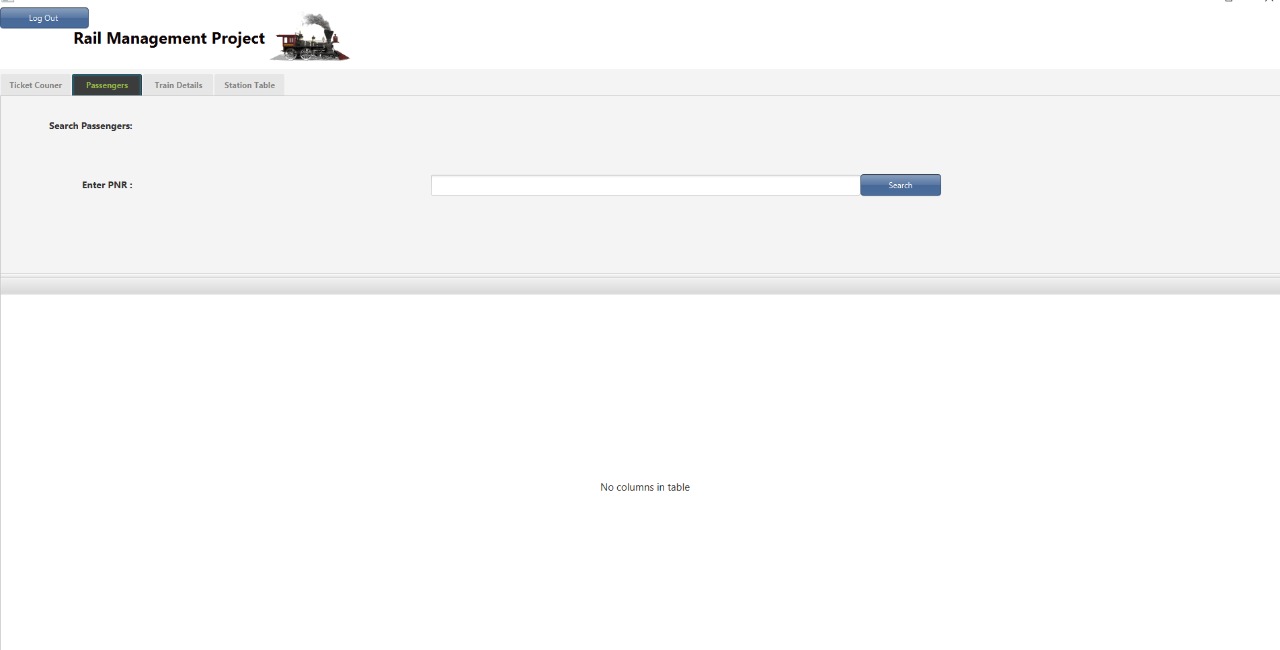 Log Out
Rail Management Project
Ticket Couner
Passengers
Train Details
Station Table
Search Passengers:
Enter PNR :
Search
No columns in table